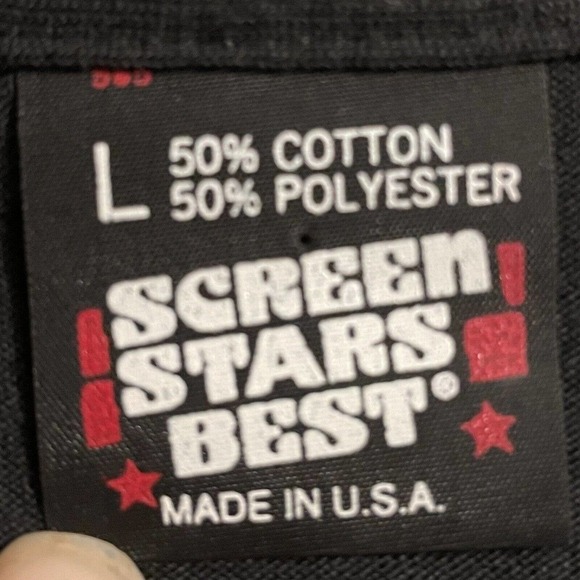 L 50% COTTON
50% POLYESTER
SCREEN
STARS
BEST®
MADE IN U.S.A.